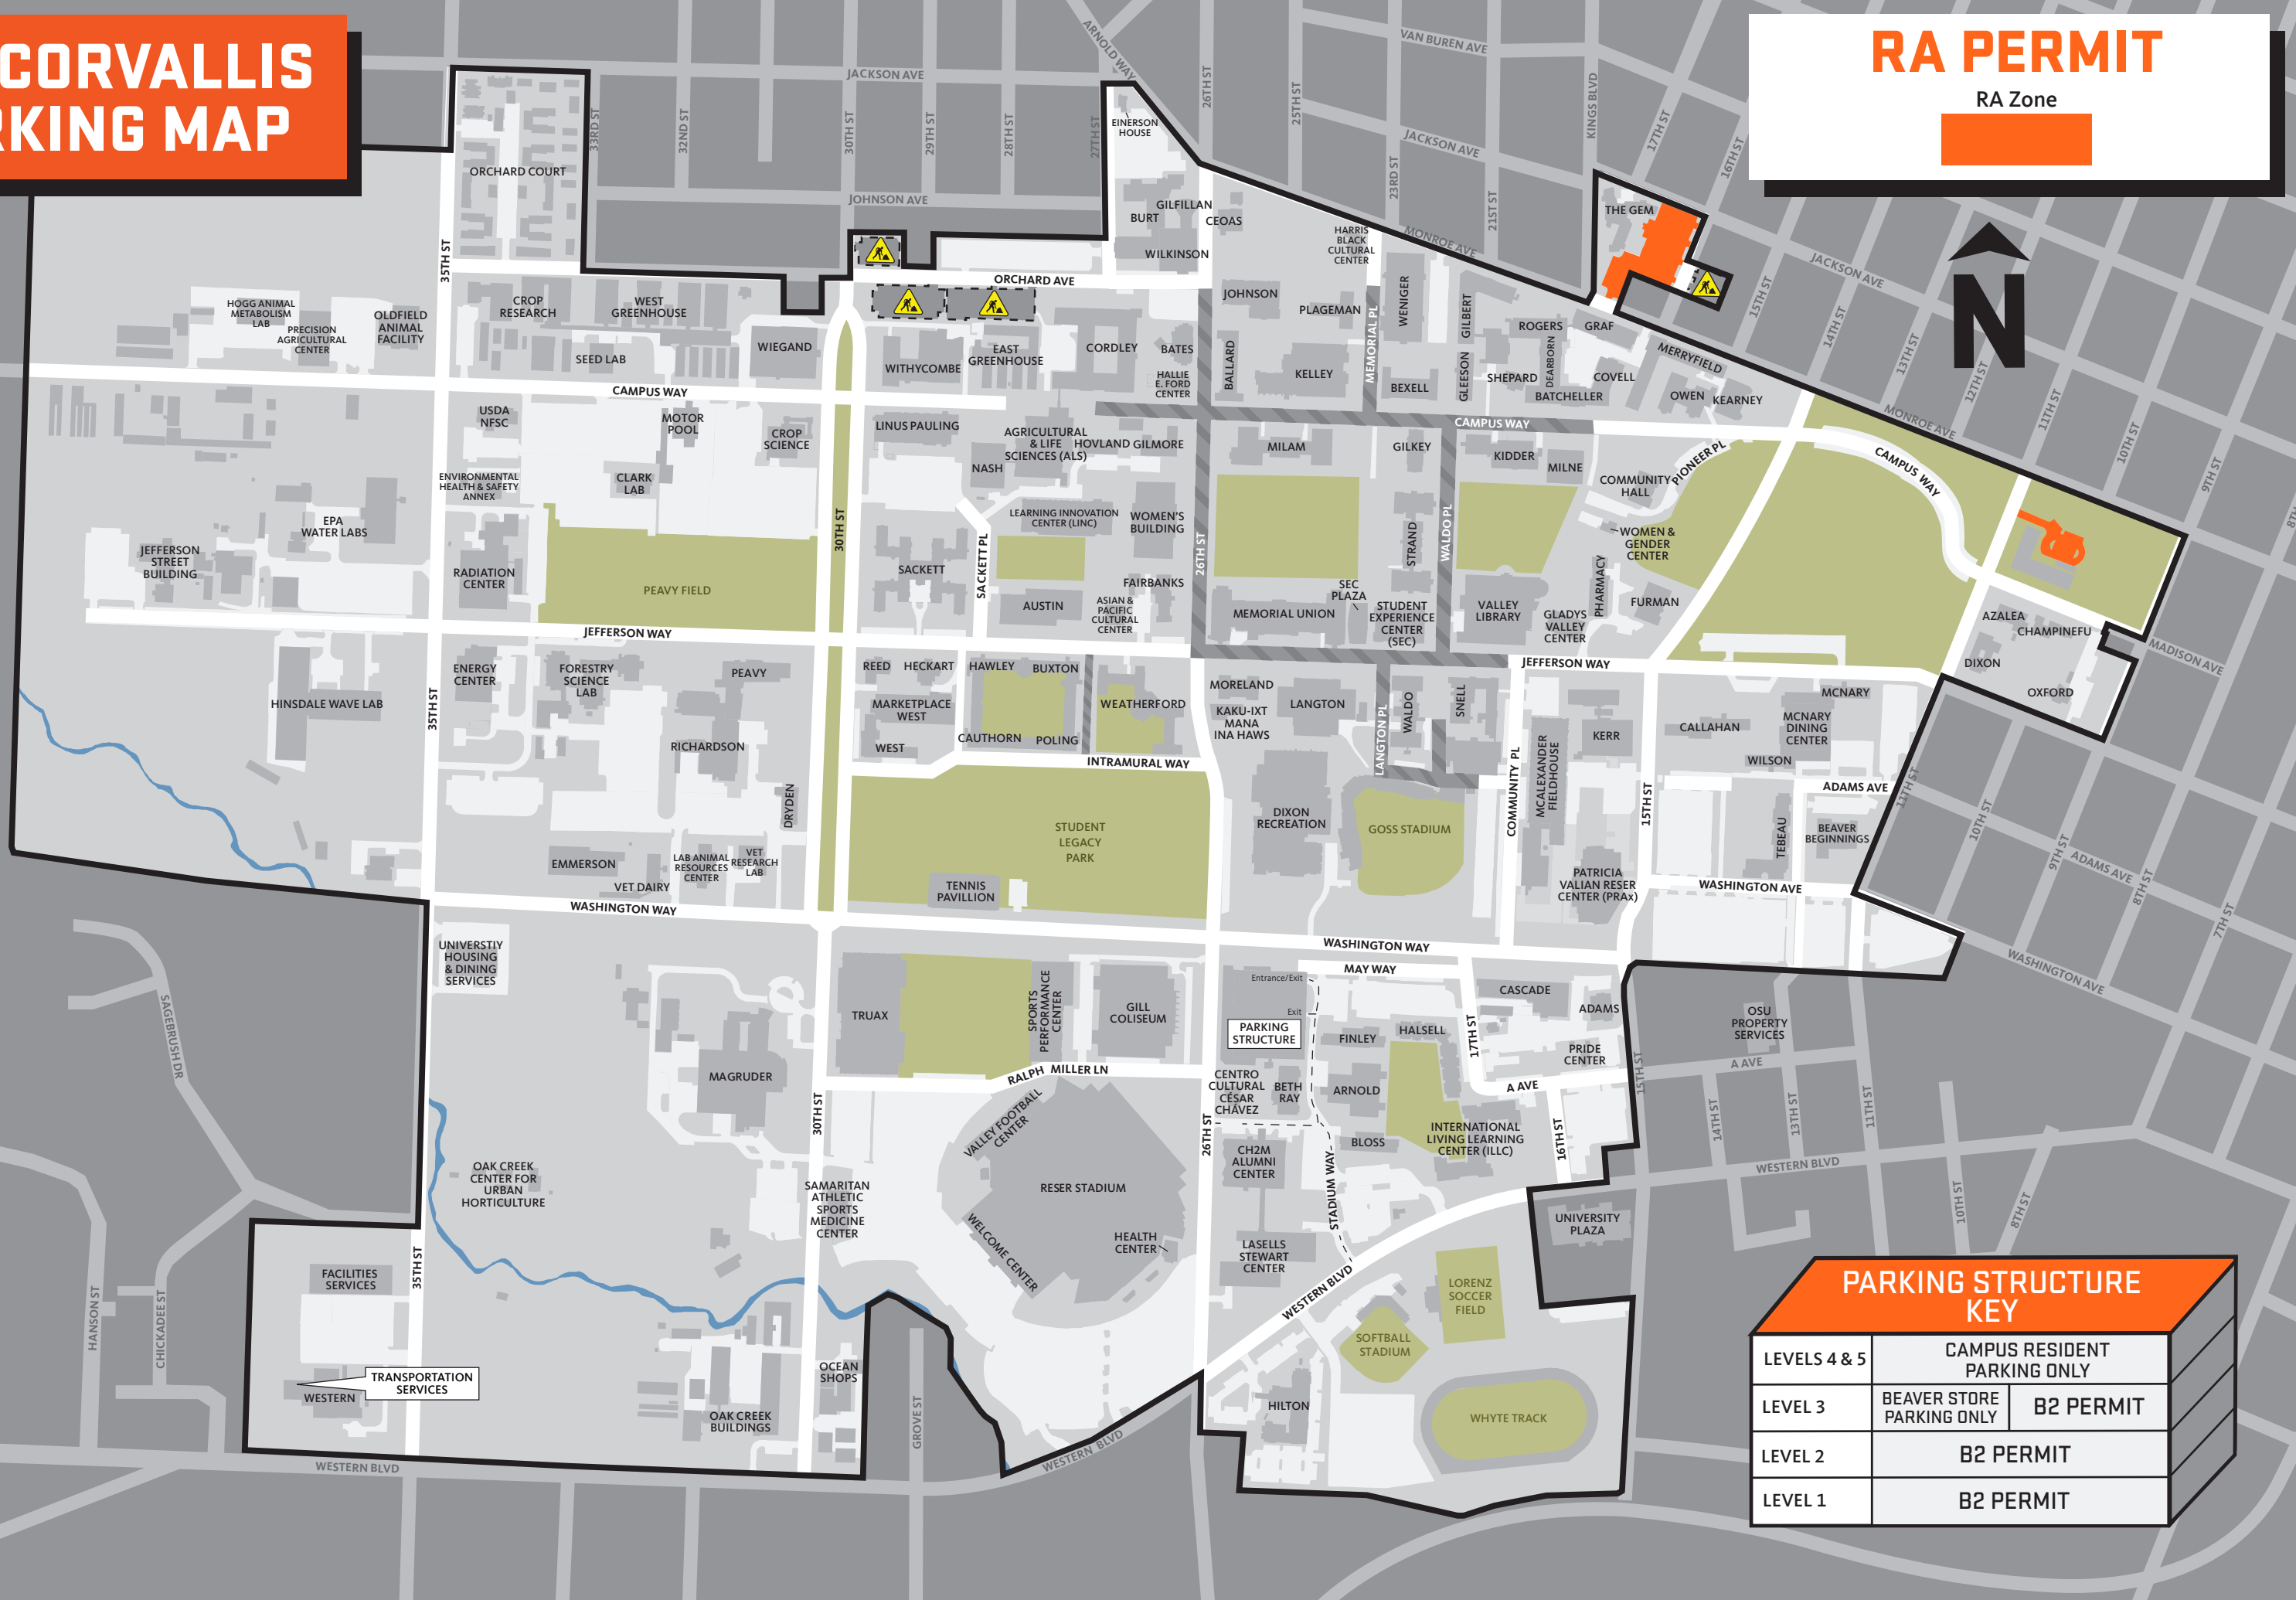 CORVALLIS
RKING MAP
RA PERMIT
RA Zone
N
ARNOLD WAY
VAN BUREN AVE
JACKSON AVE
26TH ST
25TH ST
KINGS BLVD
17TH ST
16TH ST
33RD ST
32ND ST
30TH ST
29TH ST
28TH ST
27TH ST
EINERSON
HOUSE
JACKSON AVE
23RD ST
21ST ST
ORCHARD COURT
JOHNSON AVE
GILFILLAN
BURT
CEOAS
WILKINSON
HARRIS
BLACK
CULTURAL
CENTER
MONROE AVE
THE GEM
15TH ST
JACKSON AVE
14TH ST
13TH ST
12TH ST
11TH ST
10TH ST
9TH ST
8TH
35TH ST
ORCHARD AVE
HOGG ANIMAL
METABOLISM
LAB
PRECISION
AGRICULTURAL
CENTER
OLDFIELD
ANIMAL
FACILITY
CROP
RESEARCH
WEST
GREENHOUSE
SEED LAB
WIEGAND
WITHYCOMBE
EAST
GREENHOUSE
CORDLEY
BATES
HALLIE
E. FORD
CENTER
JOHNSON
PLAGEMAN
BALLARD
KELLEY
MEMORIAL PL
WENIGER
BEXELL
GILBERT
GLEESON
ROGERS
GRAF
SHEPARD
DEARBORN
COVELL
BATCHELLER
MERRYFIELD
OWEN
KEARNEY
MONROE AVE
CAMPUS WAY
CAMPUS WAY
CAMPUS WAY
USDA
NFSC
MOTOR
POOL
CROP
SCIENCE
LINUS PAULING
AGRICULTURAL
& LIFE
SCIENCES (ALS)
HOVLAND
GILMORE
NASH
MILAM
GILKEY
KIDDER
MILNE
COMMUNITY
HALL
PIONEER PL
ENVIRONMENTAL
HEALTH & SAFETY
ANNEX
CLARK
LAB
EPA
WATER LABS
JEFFERSON
STREET
BUILDING
RADIATION
CENTER
PEAVY FIELD
30TH ST
SACKETT
SACKETT PL
LEARNING INNOVATION
CENTER (LINC)
WOMEN'S
BUILDING
26TH ST
STRAND
WALDO PL
WOMEN &
GENDER
CENTER
FAIRBANKS
AUSTIN
ASIAN &
PACIFIC
CULTURAL
CENTER
MEMORIAL UNION
SEC
PLAZA
STUDENT
EXPERIENCE
CENTER
(SEC)
VALLEY
LIBRARY
GLADYS
VALLEY
CENTER
PHARMACY
FURMAN
AZALEA
CHAMPINEFU
DIXON
OXFORD
MADISON AVE
JEFFERSON WAY
JEFFERSON WAY
ENERGY
CENTER
FORESTRY
SCIENCE
LAB
PEAVY
RICHARDSON
HINSDALE WAVE LAB
35TH ST
REED
HECKART
HAWLEY
BUXTON
MARKETPLACE
WEST
WEST
CAUTHORN
POLING
WEATHERFORD
INTRAMURAL WAY
MORELAND
KAKU-IXT
MANA
INA HAWS
LANGTON
LANGTON PL
WALDO
SNELL
COMMUNITY PL
MCALEXANDER
FIELDHOUSE
KERR
15TH ST
CALLAHAN
MCNARY
MCNARY
DINING
CENTER
WILSON
ADAMS AVE
TEBEAU
BEAVER
BEGINNINGS
11TH ST
10TH ST
9TH ST
ADAMS AVE
8TH ST
7TH ST
DRYDEN
STUDENT
LEGACY
PARK
DIXON
RECREATION
GOSS STADIUM
PATRICIA
VALIAN RESER
CENTER (PRAx)
WASHINGTON AVE
WASHINGTON AVE
EMMERSON
VET DAIRY
LAB ANIMAL
RESOURCES
CENTER
VET
RESEARCH
LAB
TENNIS
PAVILLION
WASHINGTON WAY
WASHINGTON WAY
MAY WAY
UNIVERSTIY
HOUSING
& DINING
SERVICES
TRUAX
SPORTS
PERFORMANCE
CENTER
GILL
COLISEUM
Entrance/Exit
Exit
PARKING
STRUCTURE
FINLEY
HALSELL
17TH ST
CASCADE
ADAMS
PRIDE
CENTER
OSU
PROPERTY
SERVICES
A AVE
A AVE
15TH ST
14TH ST
13TH ST
11TH ST
SAGEBRUSH DR
MAGRUDER
RALPH MILLER LN
VALLEY FOOTBALL
CENTER
30TH ST
CENTRO
CULTURAL
CÉSAR
CHÁVEZ
BETH
RAY
ARNOLD
BLOSS
INTERNATIONAL
LIVING LEARNING
CENTER (ILLC)
16TH ST
WESTERN BLVD
10TH ST
8TH ST
26TH ST
CH2M
ALUMNI
CENTER
STADIUM WAY
OAK CREEK
CENTER FOR
URBAN
HORTICULTURE
SAMARITAN
ATHLETIC
SPORTS
MEDICINE
CENTER
RESER STADIUM
WELCOME CENTER
HEALTH
CENTER
LASELLS
STEWART
CENTER
WESTERN BLVD
UNIVERSITY
PLAZA
LORENZ
SOCCER
FIELD
SOFTBALL
STADIUM
HILTON
WHYTE TRACK
HANSON ST
CHICKADEE ST
FACILITIES
SERVICES
35TH ST
TRANSPORTATION
SERVICES
WESTERN
OAK CREEK
BUILDINGS
OCEAN
SHOPS
GROVE ST
WESTERN BLVD
WESTERN BLVD
PARKING STRUCTURE
KEY
LEVELS 4 & 5
CAMPUS RESIDENT
PARKING ONLY
LEVEL 3
BEAVER STORE
PARKING ONLY
B2 PERMIT
LEVEL 2
B2 PERMIT
LEVEL 1
B2 PERMIT